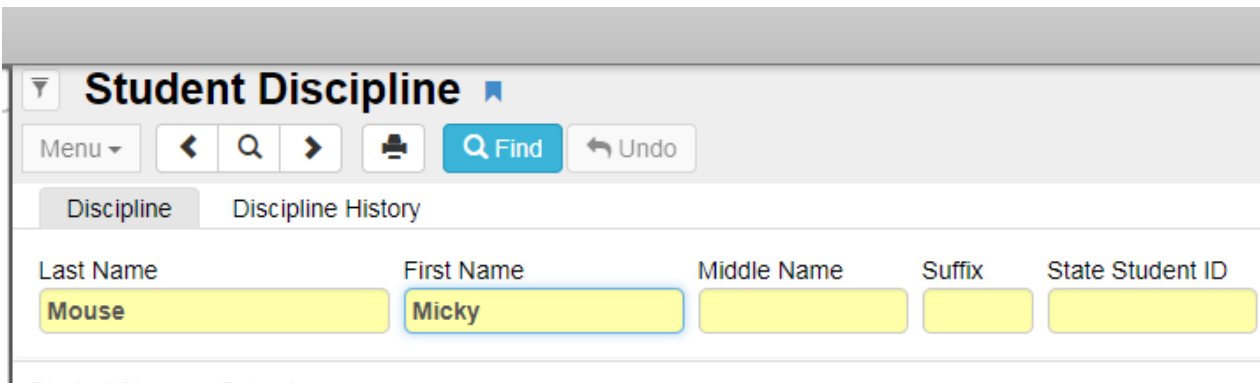 Student Discipline
Menu Find Undo
Discipline Discipline History
Last Name First Name Middle Name Suffix State Student ID
Mouse Micky